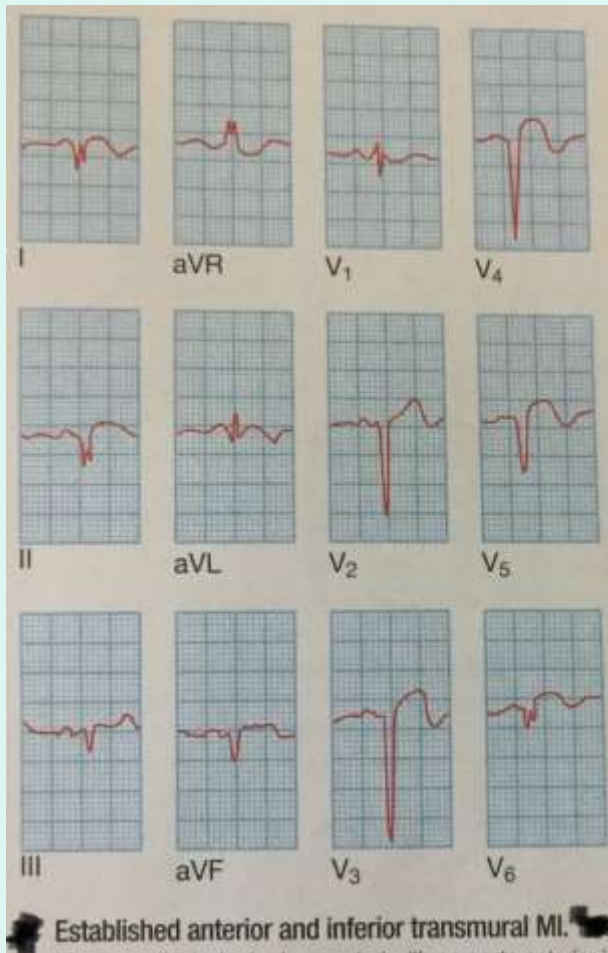 I aVR V₁ V₄
II aVL V₂ V₅
III aVF V₃ V₆
Established anterior and inferior transmural MI.